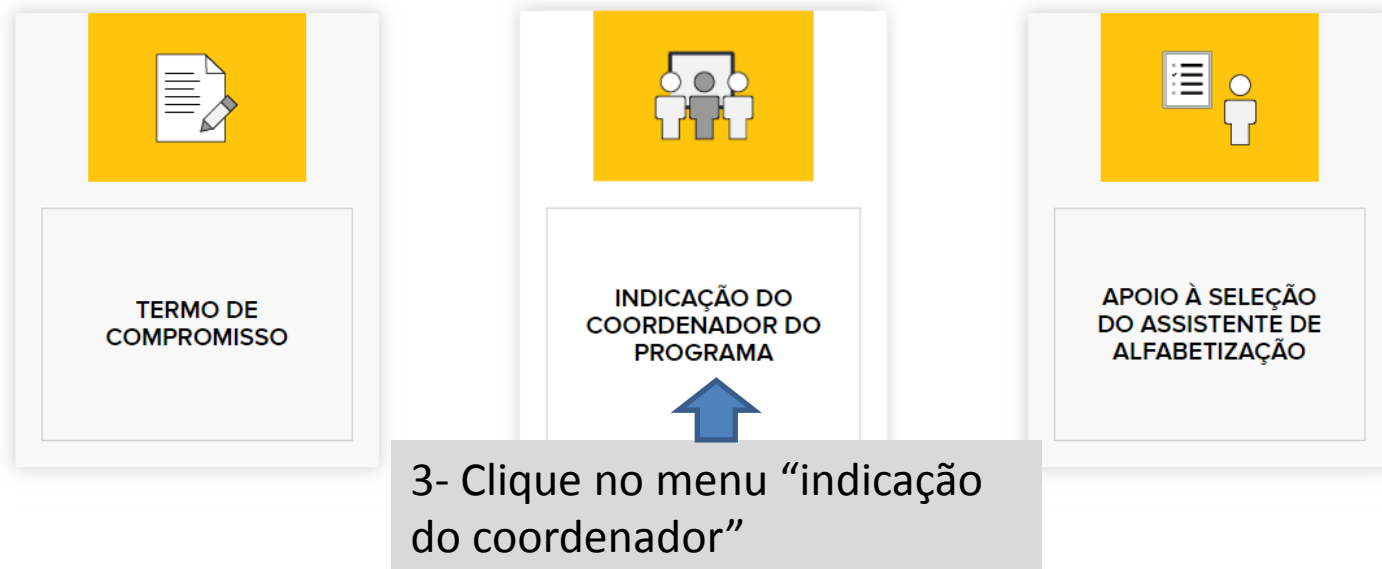 TERMO DE
COMPROMISSO
INDICAÇÃO DO
COORDENADOR DO
PROGRAMA
APOIO À SELEÇÃO
DO ASSISTENTE DE
ALFABETIZAÇÃO
3- Clique no menu “indicação
do coordenador”